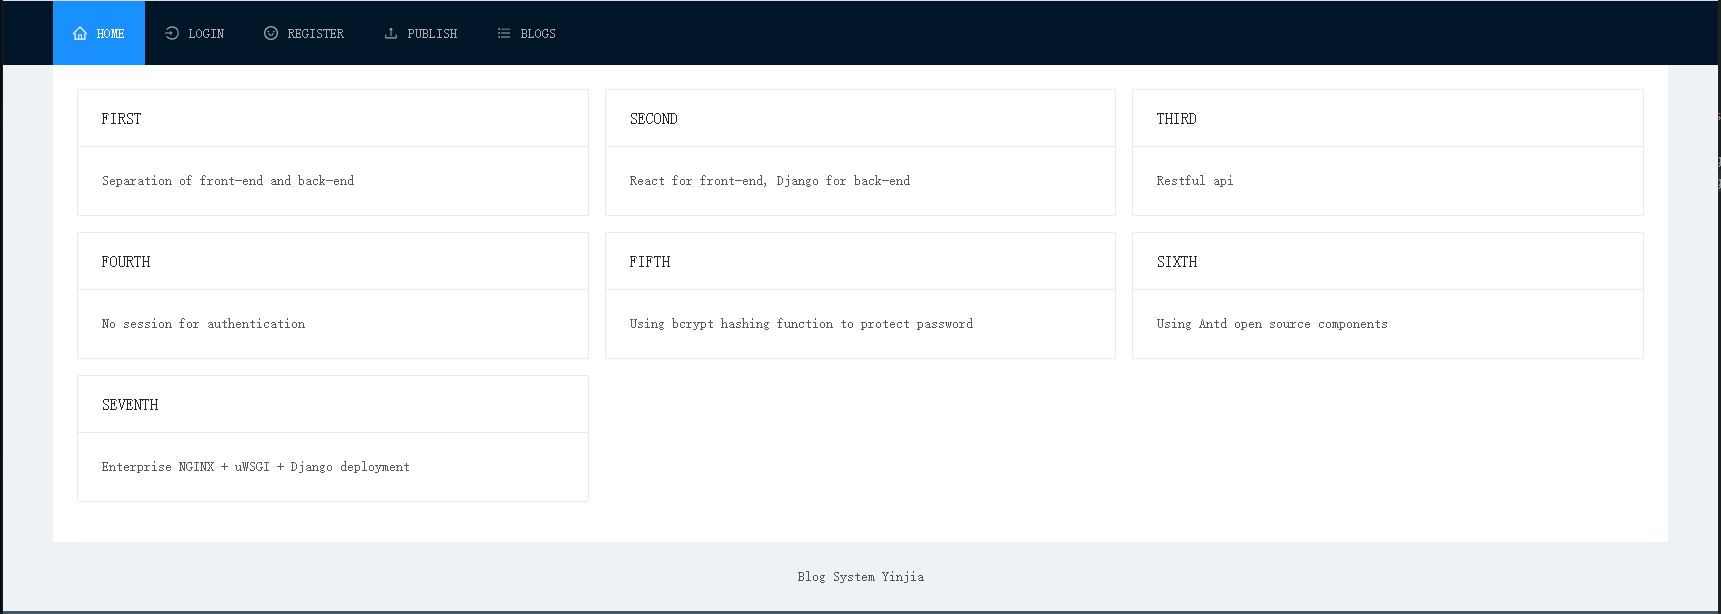 HOME LOGIN REGISTER PUBLISH BLOGS
FIRST SECOND THIRD
Separation of front-end and back-end React for front-end, Django for back-end Restful api
FOURTH FIFTH SIXTH
No session for authentication Using bcrypt hashing function to protect password Using Antd open source components
SEVENTH
Enterprise NGINX + uWSGI + Django deployment
Blog System Yinjia